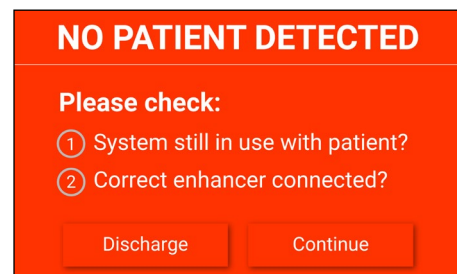 NO PATIENT DETECTED
Please check:
1 System still in use with patient?
2 Correct enhancer connected?
Discharge Continue